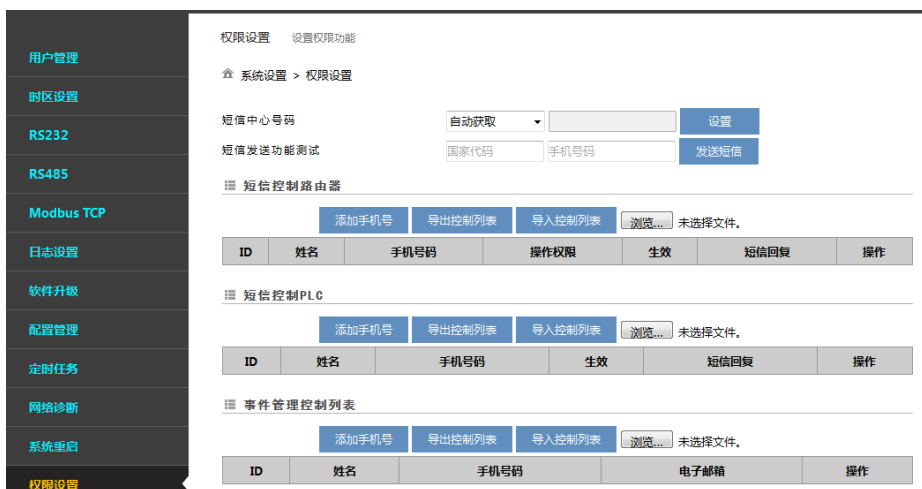 用户管理
时区设置
RS232
RS485
Modbus TCP
日志设置
软件升级
配置管理
定时任务
网络诊断
系统重启
权限设置
权限设置 设置权限功能
系统设置 > 权限设置
短信中心号码 自动获取 设置
短信发送功能测试 国家代码 手机号码 发送短信
短信控制路由器
添加手机号 导出控制列表 导入控制列表 浏览... 未选择文件。
ID 姓名 手机号码 操作权限 生效 短信回复 操作
短信控制PLC
添加手机号 导出控制列表 导入控制列表 浏览... 未选择文件。
ID 姓名 手机号码 生效 短信回复 操作
事件管理控制列表
添加手机号 导出控制列表 导入控制列表 浏览... 未选择文件。
ID 姓名 手机号码 电子邮箱 操作